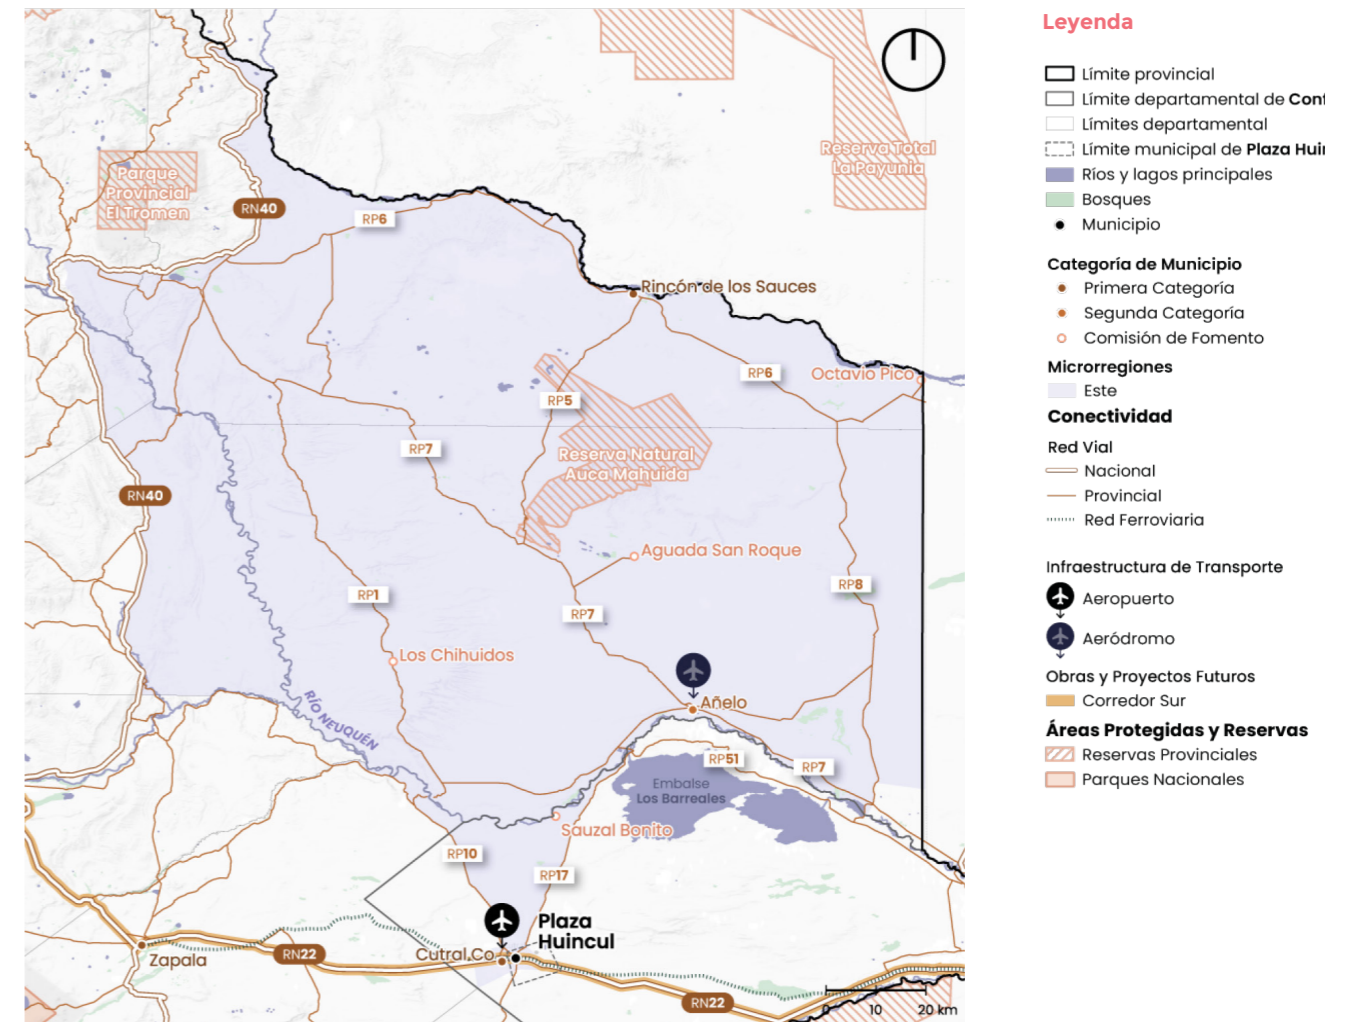 Leyenda
Límite provincial
Límite departamental de Conf
Límites departamental
Límite municipal de Plaza Huin
Ríos y lagos principales
Bosques
Municipio
Categoría de Municipio
Primera Categoría
Segunda Categoría
Comisión de Fomento
Microrregiones
Este
Conectividad
Red Vial
Nacional
Provincial
Red Ferroviaria
Infraestructura de Transporte
Aeropuerto
Aeródromo
Obras y Proyectos Futuros
Corredor Sur
Áreas Protegidas y Reservas
Reservas Provinciales
Parques Nacionales
Reserva Total
La Payunia
Parque
Provincial
El Tromen
RN40
RP6
Rincón de los Sauces
RP6
Octavio Pico
RP5
RP7
Reserva Natural
Auca Mahuida
RN40
Aguada San Roque
RP8
RP1
RP7
Los Chihuidos
Añelo
RÍO NEUQUÉN
RP51
RP7
Embalse
Los Barreales
Sauzal Bonito
RP10
RP17
Plaza
Huincul
Cutral Co
RN22
Zapala
RN22
0 10 20 km